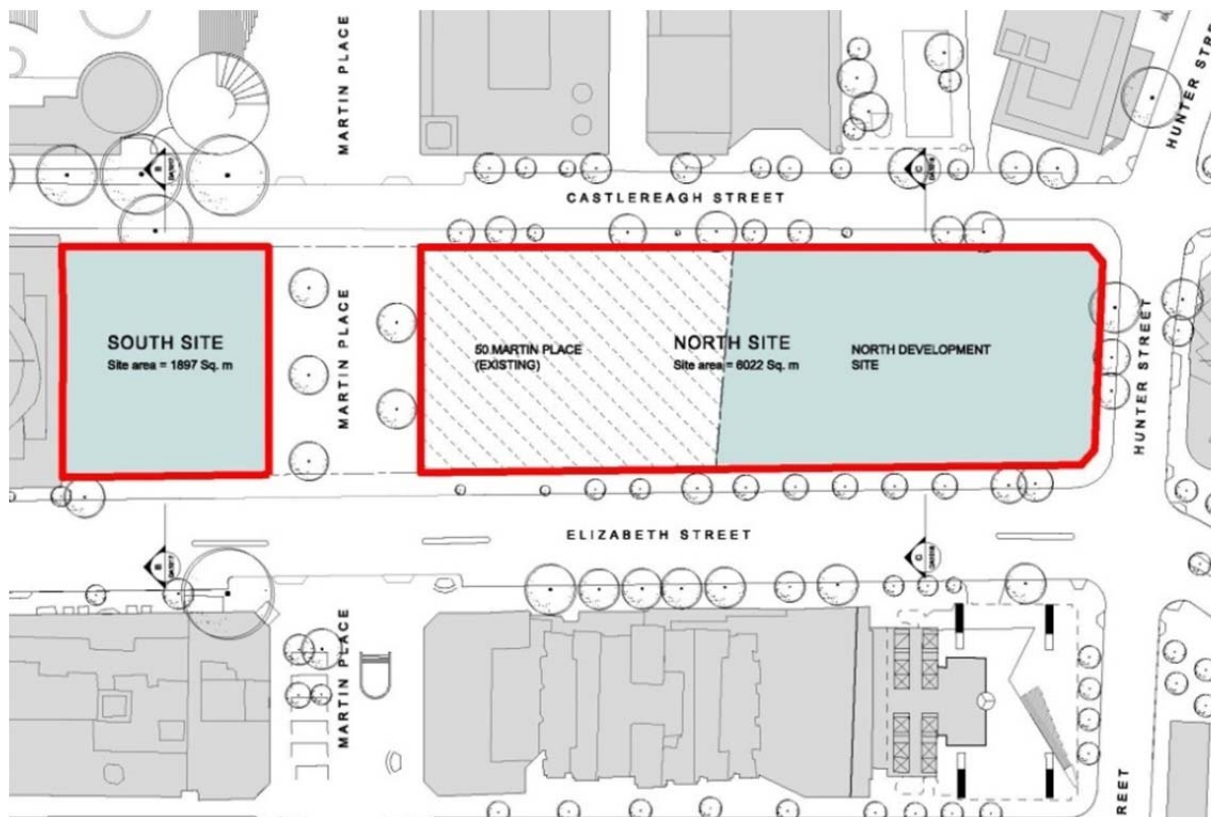 MARTIN PLACE
HUNTER STRE
CASTLEREAGH STREET
SOUTH SITE
Site area = 1897 Sq. m
MARTIN PLACE
50 MARTIN PLACE
(EXISTING)
NORTH SITE
Site area = 6022 Sq. m
NORTH DEVELOPMENT
SITE
HUNTER STREET
ELIZABETH STREET
MARTIN PLACE
REET